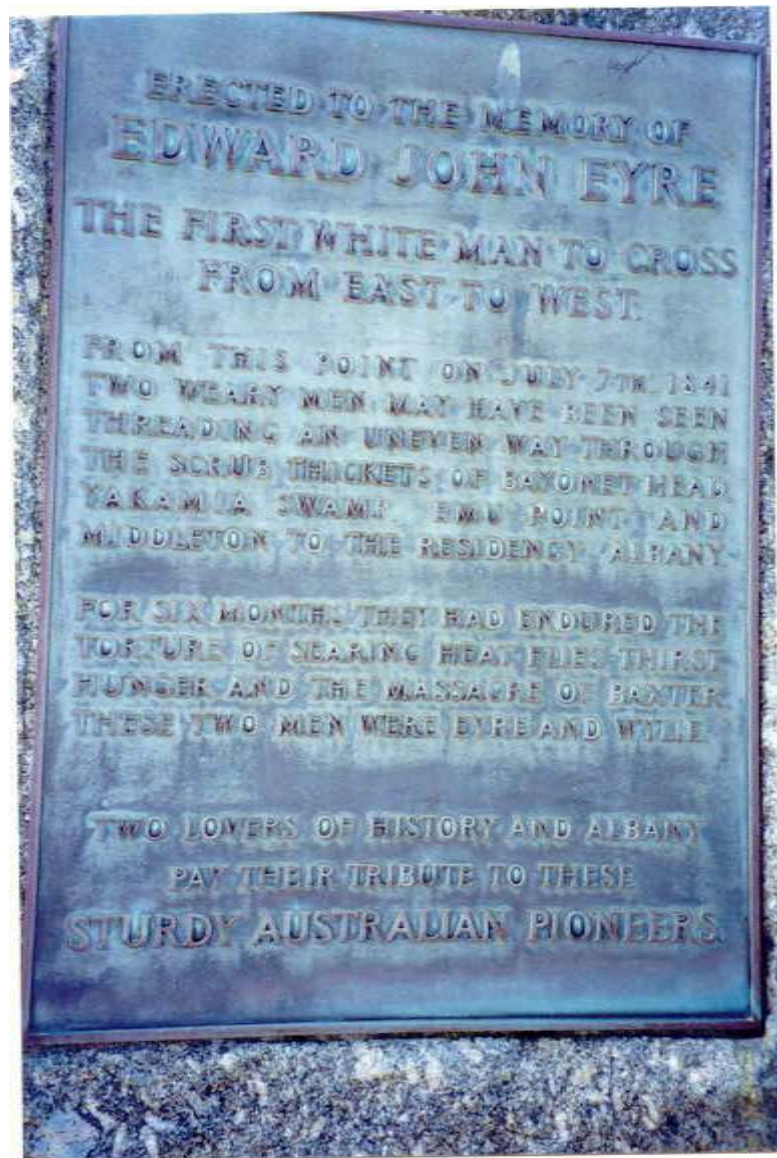 ERECTED TO THE MEMORY OF
EDWARD JOHN EYRE
THE FIRST WHITE MAN TO CROSS
FROM EAST TO WEST.
FROM THIS POINT ON JULY 7TH. 1841
TWO WEARY MEN MAY HAVE BEEN SEEN
THREADING AN UNEVEN WAY THROUGH
THE SCRUB THICKETS OF BAYONET HEAD
YAKAMIA SWAMP EMU POINT AND
MIDDLETON TO THE RESIDENCY ALBANY
FOR SIX MONTHS THEY HAD ENDURED THE
TORTURE OF SEARING HEAT FLIES THIRST
HUNGER AND THE MASSACRE OF BAXTER
THESE TWO MEN WERE EYRE AND WYLIE
TWO LOVERS OF HISTORY AND ALBANY
PAY THEIR TRIBUTE TO THESE
STURDY AUSTRALIAN PIONEERS.